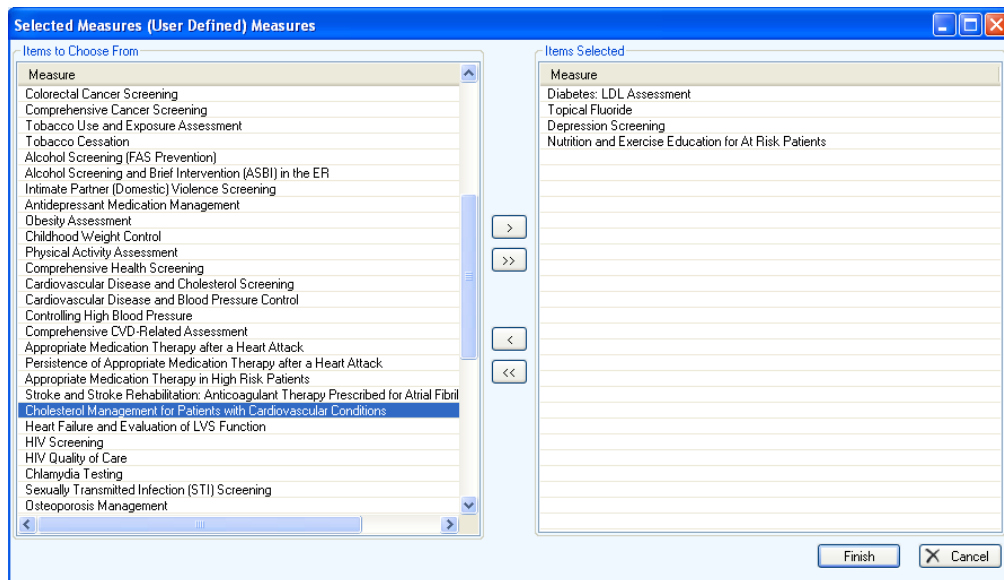 Selected Measures (User Defined) Measures
Items to Choose From
Measure
Colorectal Cancer Screening
Comprehensive Cancer Screening
Tobacco Use and Exposure Assessment
Tobacco Cessation
Alcohol Screening (FAS Prevention)
Alcohol Screening and Brief Intervention (ASBI) in the ER
Intimate Partner (Domestic) Violence Screening
Antidepressant Medication Management
Obesity Assessment
Childhood Weight Control
Physical Activity Assessment
Comprehensive Health Screening
Cardiovascular Disease and Cholesterol Screening
Cardiovascular Disease and Blood Pressure Control
Controlling High Blood Pressure
Comprehensive CVD-Related Assessment
Appropriate Medication Therapy after a Heart Attack
Persistence of Appropriate Medication Therapy after a Heart Attack
Appropriate Medication Therapy in High Risk Patients
Stroke and Stroke Rehabilitation: Anticoagulant Therapy Prescribed for Atrial Fibril
Cholesterol Management for Patients with Cardiovascular Conditions
Heart Failure and Evaluation of LVS Function
HIV Screening
HIV Quality of Care
Chlamydia Testing
Sexually Transmitted Infection (STI) Screening
Osteoporosis Management
>
>>
<
<<
Items Selected
Measure
Diabetes: LDL Assessment
Topical Fluoride
Depression Screening
Nutrition and Exercise Education for At Risk Patients
Finish
Cancel